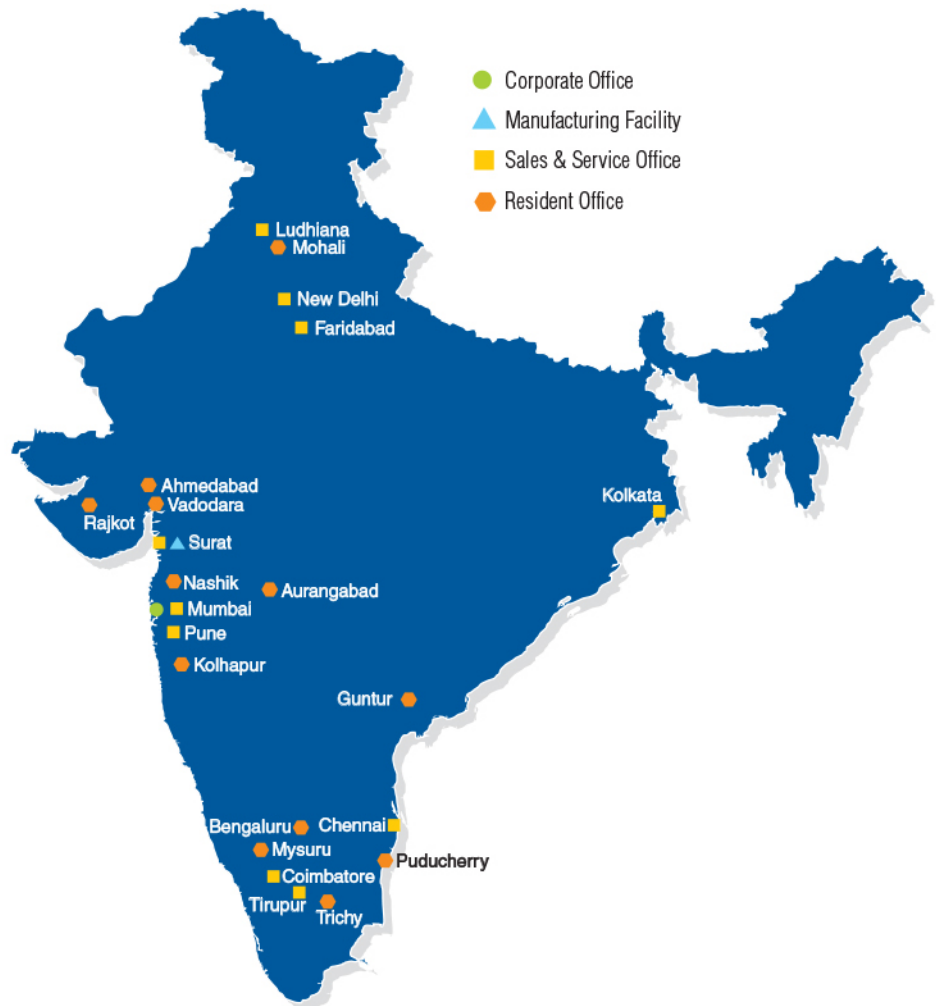 Corporate Office
Manufacturing Facility
Sales & Service Office
Resident Office
Ludhiana
Mohali
New Delhi
Faridabad
Ahmedabad
Vadodara
Rajkot
Kolkata
Surat
Nashik
Aurangabad
Mumbai
Pune
Kolhapur
Guntur
Bengaluru
Chennai
Mysuru
Puducherry
Coimbatore
Tirupur
Trichy